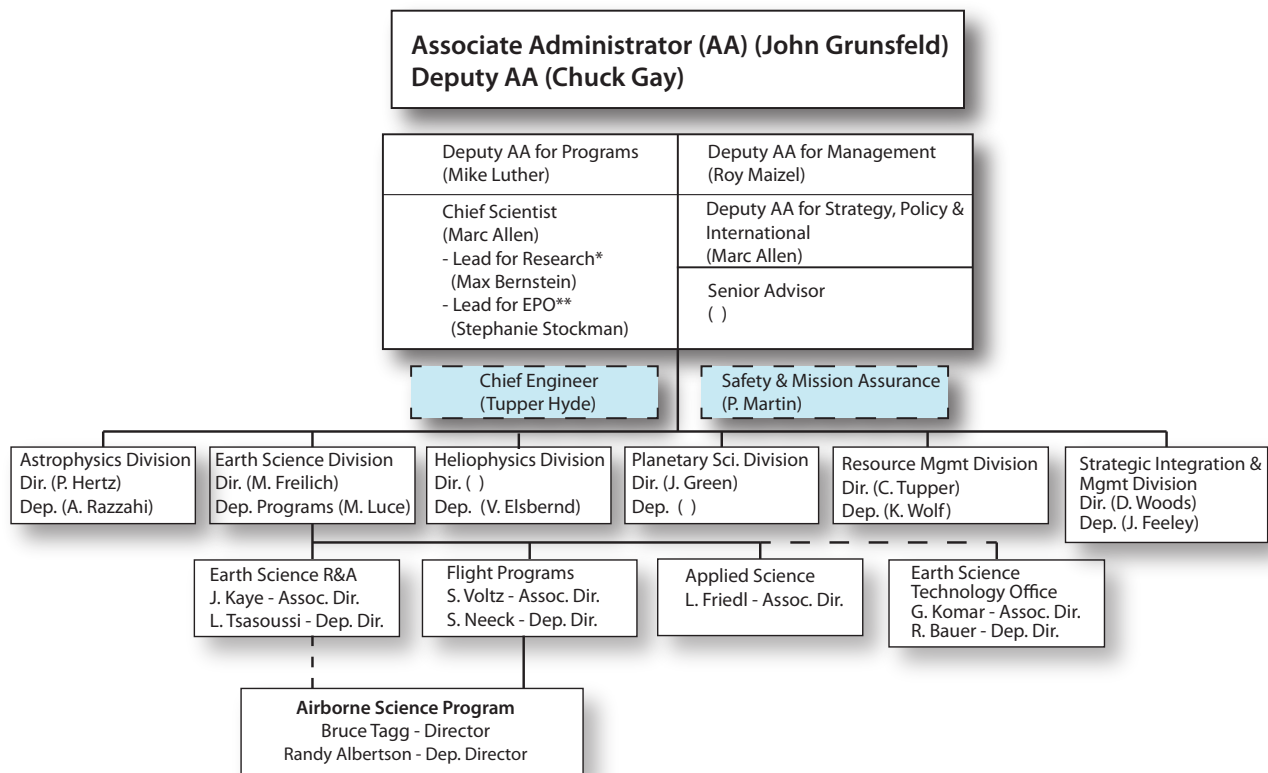 Associate Administrator (AA) (John Grunsfeld)
Deputy AA (Chuck Gay)
Deputy AA for Programs
(Mike Luther)
Deputy AA for Management
(Roy Maizel)
Chief Scientist
(Marc Allen)
- Lead for Research*
(Max Bernstein)
- Lead for EPO**
(Stephanie Stockman)
Deputy AA for Strategy, Policy &
International
(Marc Allen)
Senior Advisor
( )
Chief Engineer
(Tupper Hyde)
Safety & Mission Assurance
(P. Martin)
Astrophysics Division
Dir. (P. Hertz)
Dep. (A. Razzahi)
Earth Science Division
Dir. (M. Freilich)
Dep. Programs (M. Luce)
Heliophysics Division
Dir. ( )
Dep. (V. Elsbernd)
Planetary Sci. Division
Dir. (J. Green)
Dep. ( )
Resource Mgmt Division
Dir. (C. Tupper)
Dep. (K. Wolf)
Strategic Integration &
Mgmt Division
Dir. (D. Woods)
Dep. (J. Feeley)
Earth Science R&A
J. Kaye - Assoc. Dir.
L. Tsasoussi - Dep. Dir.
Flight Programs
S. Voltz - Assoc. Dir.
S. Neeck - Dep. Dir.
Applied Science
L. Friedl - Assoc. Dir.
Earth Science
Technology Office
G. Komar - Assoc. Dir.
R. Bauer - Dep. Dir.
Airborne Science Program
Bruce Tagg - Director
Randy Albertson - Dep. Director